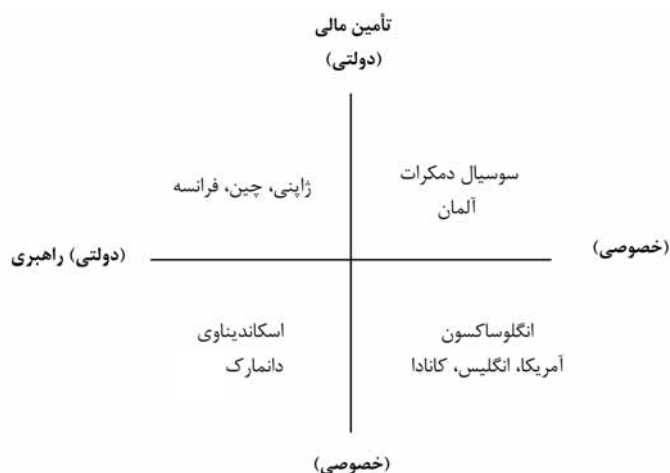 تأمین مالی
(دولتی)
سوسیال دمکرات
آلمان
ژاپنی، چین، فرانسه
(خصوصی)
(دولتی) راهبری
انگلوساکسون
آمریکا، انگلیس، کانادا
اسکاندیناوی
دانمارک
(خصوصی)